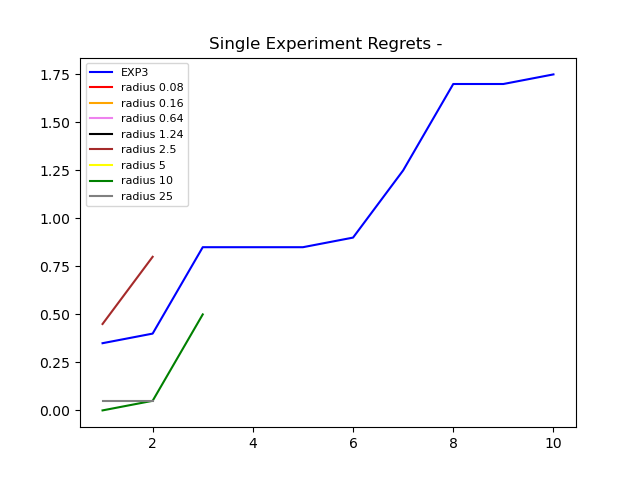 Single Experiment Regrets -
EXP3
radius 0.08
radius 0.16
radius 0.64
radius 1.24
radius 2.5
radius 5
radius 10
radius 25
1.75
1.50
1.25
1.00
0.75
0.50
0.25
0.00
2 4 6 8 10